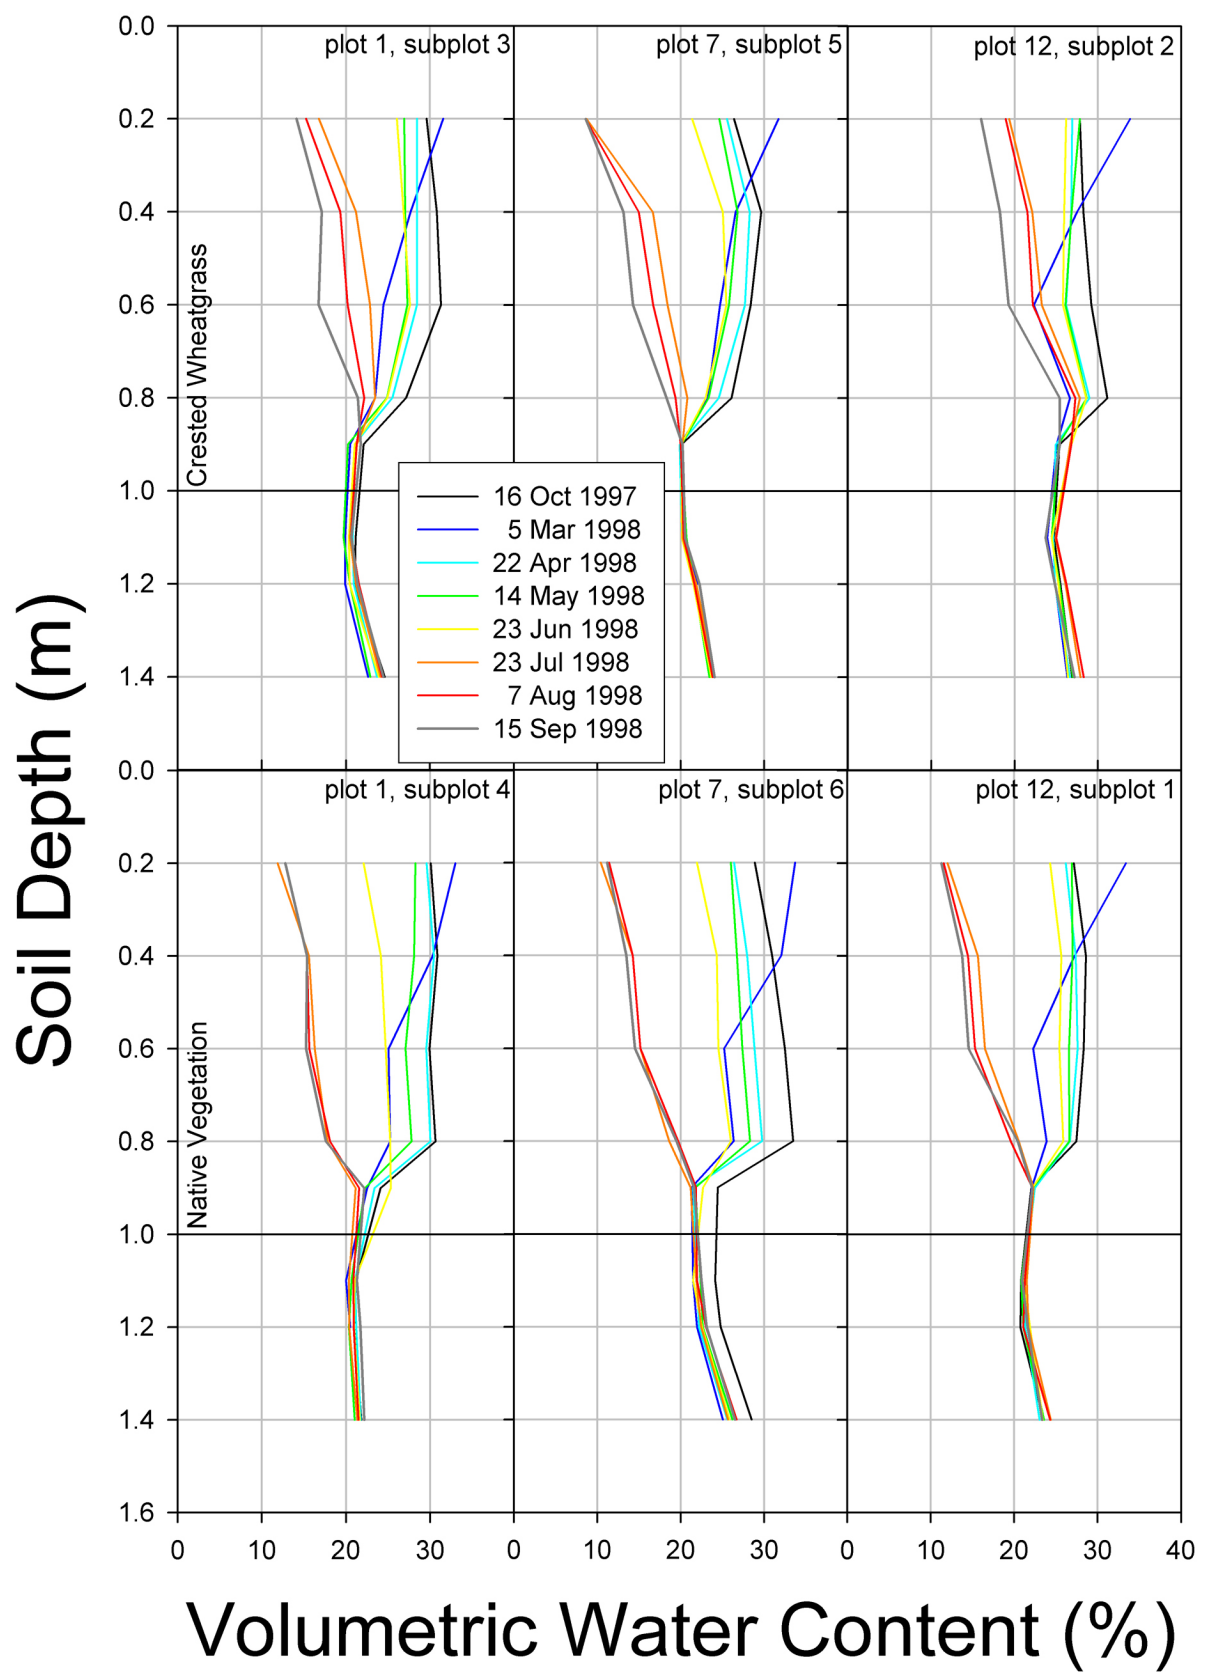 plot 1, subplot 3
plot 7, subplot 5
plot 12, subplot 2
0.0
0.2
0.4
0.6
0.8
1.0
1.2
1.4
Crested Wheatgrass
16 Oct 1997
5 Mar 1998
22 Apr 1998
14 May 1998
23 Jun 1998
23 Jul 1998
7 Aug 1998
15 Sep 1998
Soil Depth (m)
plot 1, subplot 4
plot 7, subplot 6
plot 12, subplot 1
0.0
0.2
0.4
0.6
0.8
1.0
1.2
1.4
1.6
Native Vegetation
0 10 20 30 0 10 20 30 0 10 20 30 40
Volumetric Water Content (%)